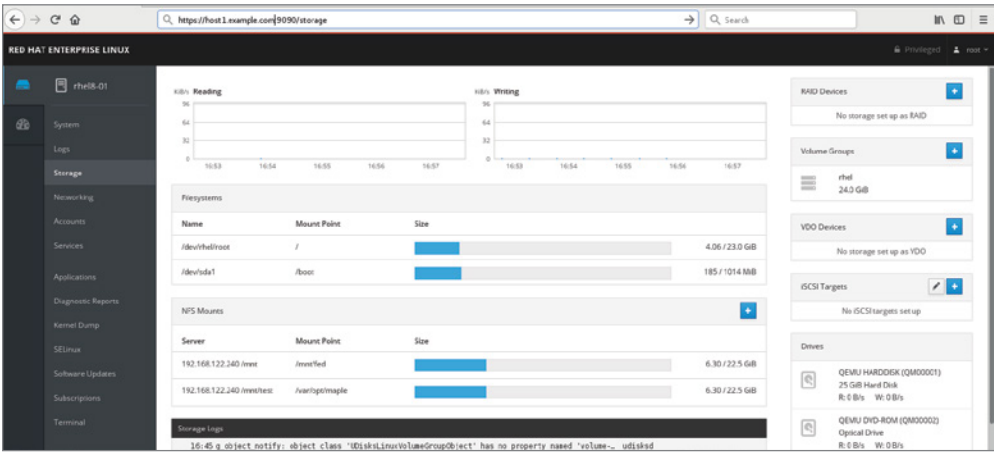 https://host1.example.com:9090/storage
Search
RED HAT ENTERPRISE LINUX
Privileged
root
rhel8-01
System
Logs
Storage
Networking
Accounts
Services
Applications
Diagnostic Reports
Kernel Dump
SELinux
Software Updates
Subscriptions
Terminal
KiB/s Reading
96
64
32
0
16:53 16:54 16:55 16:56 16:57
KiB/s Writing
96
64
32
0
16:53 16:54 16:55 16:56 16:57
Filesystems
Name Mount Point Size
/dev/rhel/root / 4.06 / 23.0 GiB
/dev/sda1 /boot 185 / 1014 MiB
NFS Mounts
Server Mount Point Size
192.168.122.240 /mnt /mnt/fed 6.30 / 22.5 GiB
192.168.122.240 /mnt/test /var/opt/maple 6.30 / 22.5 GiB
Storage Logs
16:45 g_object_notify: object class 'UDisksLinuxVolumeGroupObject' has no property named 'volume-… udisksd
RAID Devices
No storage set up as RAID
Volume Groups
rhel
24.0 GiB
VDO Devices
No storage set up as VDO
iSCSI Targets
No iSCSI targets set up
Drives
QEMU HARDDISK (QM00001)
25 GiB Hard Disk
R: 0 B/s W: 0 B/s
QEMU DVD-ROM (QM00002)
Optical Drive
R: 0 B/s W: 0 B/s